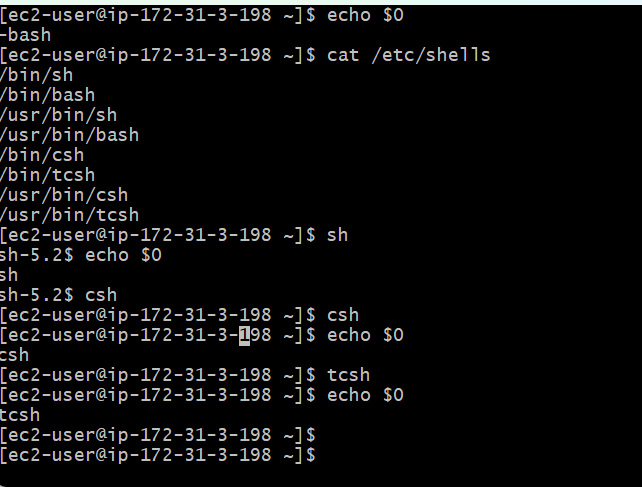 [ec2-user@ip-172-31-3-198 ~]$ echo $0
-bash
[ec2-user@ip-172-31-3-198 ~]$ cat /etc/shells
/bin/sh
/bin/bash
/usr/bin/sh
/usr/bin/bash
/bin/csh
/bin/tcsh
/usr/bin/csh
/usr/bin/tcsh
[ec2-user@ip-172-31-3-198 ~]$ sh
sh-5.2$ echo $0
sh
sh-5.2$ csh
[ec2-user@ip-172-31-3-198 ~]$ csh
[ec2-user@ip-172-31-3-198 ~]$ echo $0
csh
[ec2-user@ip-172-31-3-198 ~]$ tcsh
[ec2-user@ip-172-31-3-198 ~]$ echo $0
tcsh
[ec2-user@ip-172-31-3-198 ~]$
[ec2-user@ip-172-31-3-198 ~]$